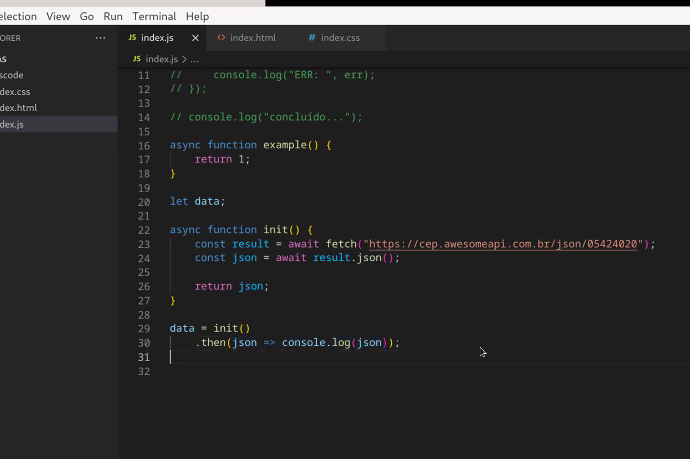 election View Go Run Terminal Help
ORER ...
index.js × <> index.html # index.css
AS
scode
dex.css
dex.html
dex.js
JS index.js > ...
11 //     console.log("ERR: ", err);
12 // });
13
14 // console.log("concluído...");
15
16 async function example() {
17     return 1;
18 }
19
20 let data;
21
22 async function init() {
23     const result = await fetch("https://cep.awesomeapi.com.br/json/05424020");
24     const json = await result.json();
25
26     return json;
27 }
28
29 data = init()
30     .then(json => console.log(json));
31
32